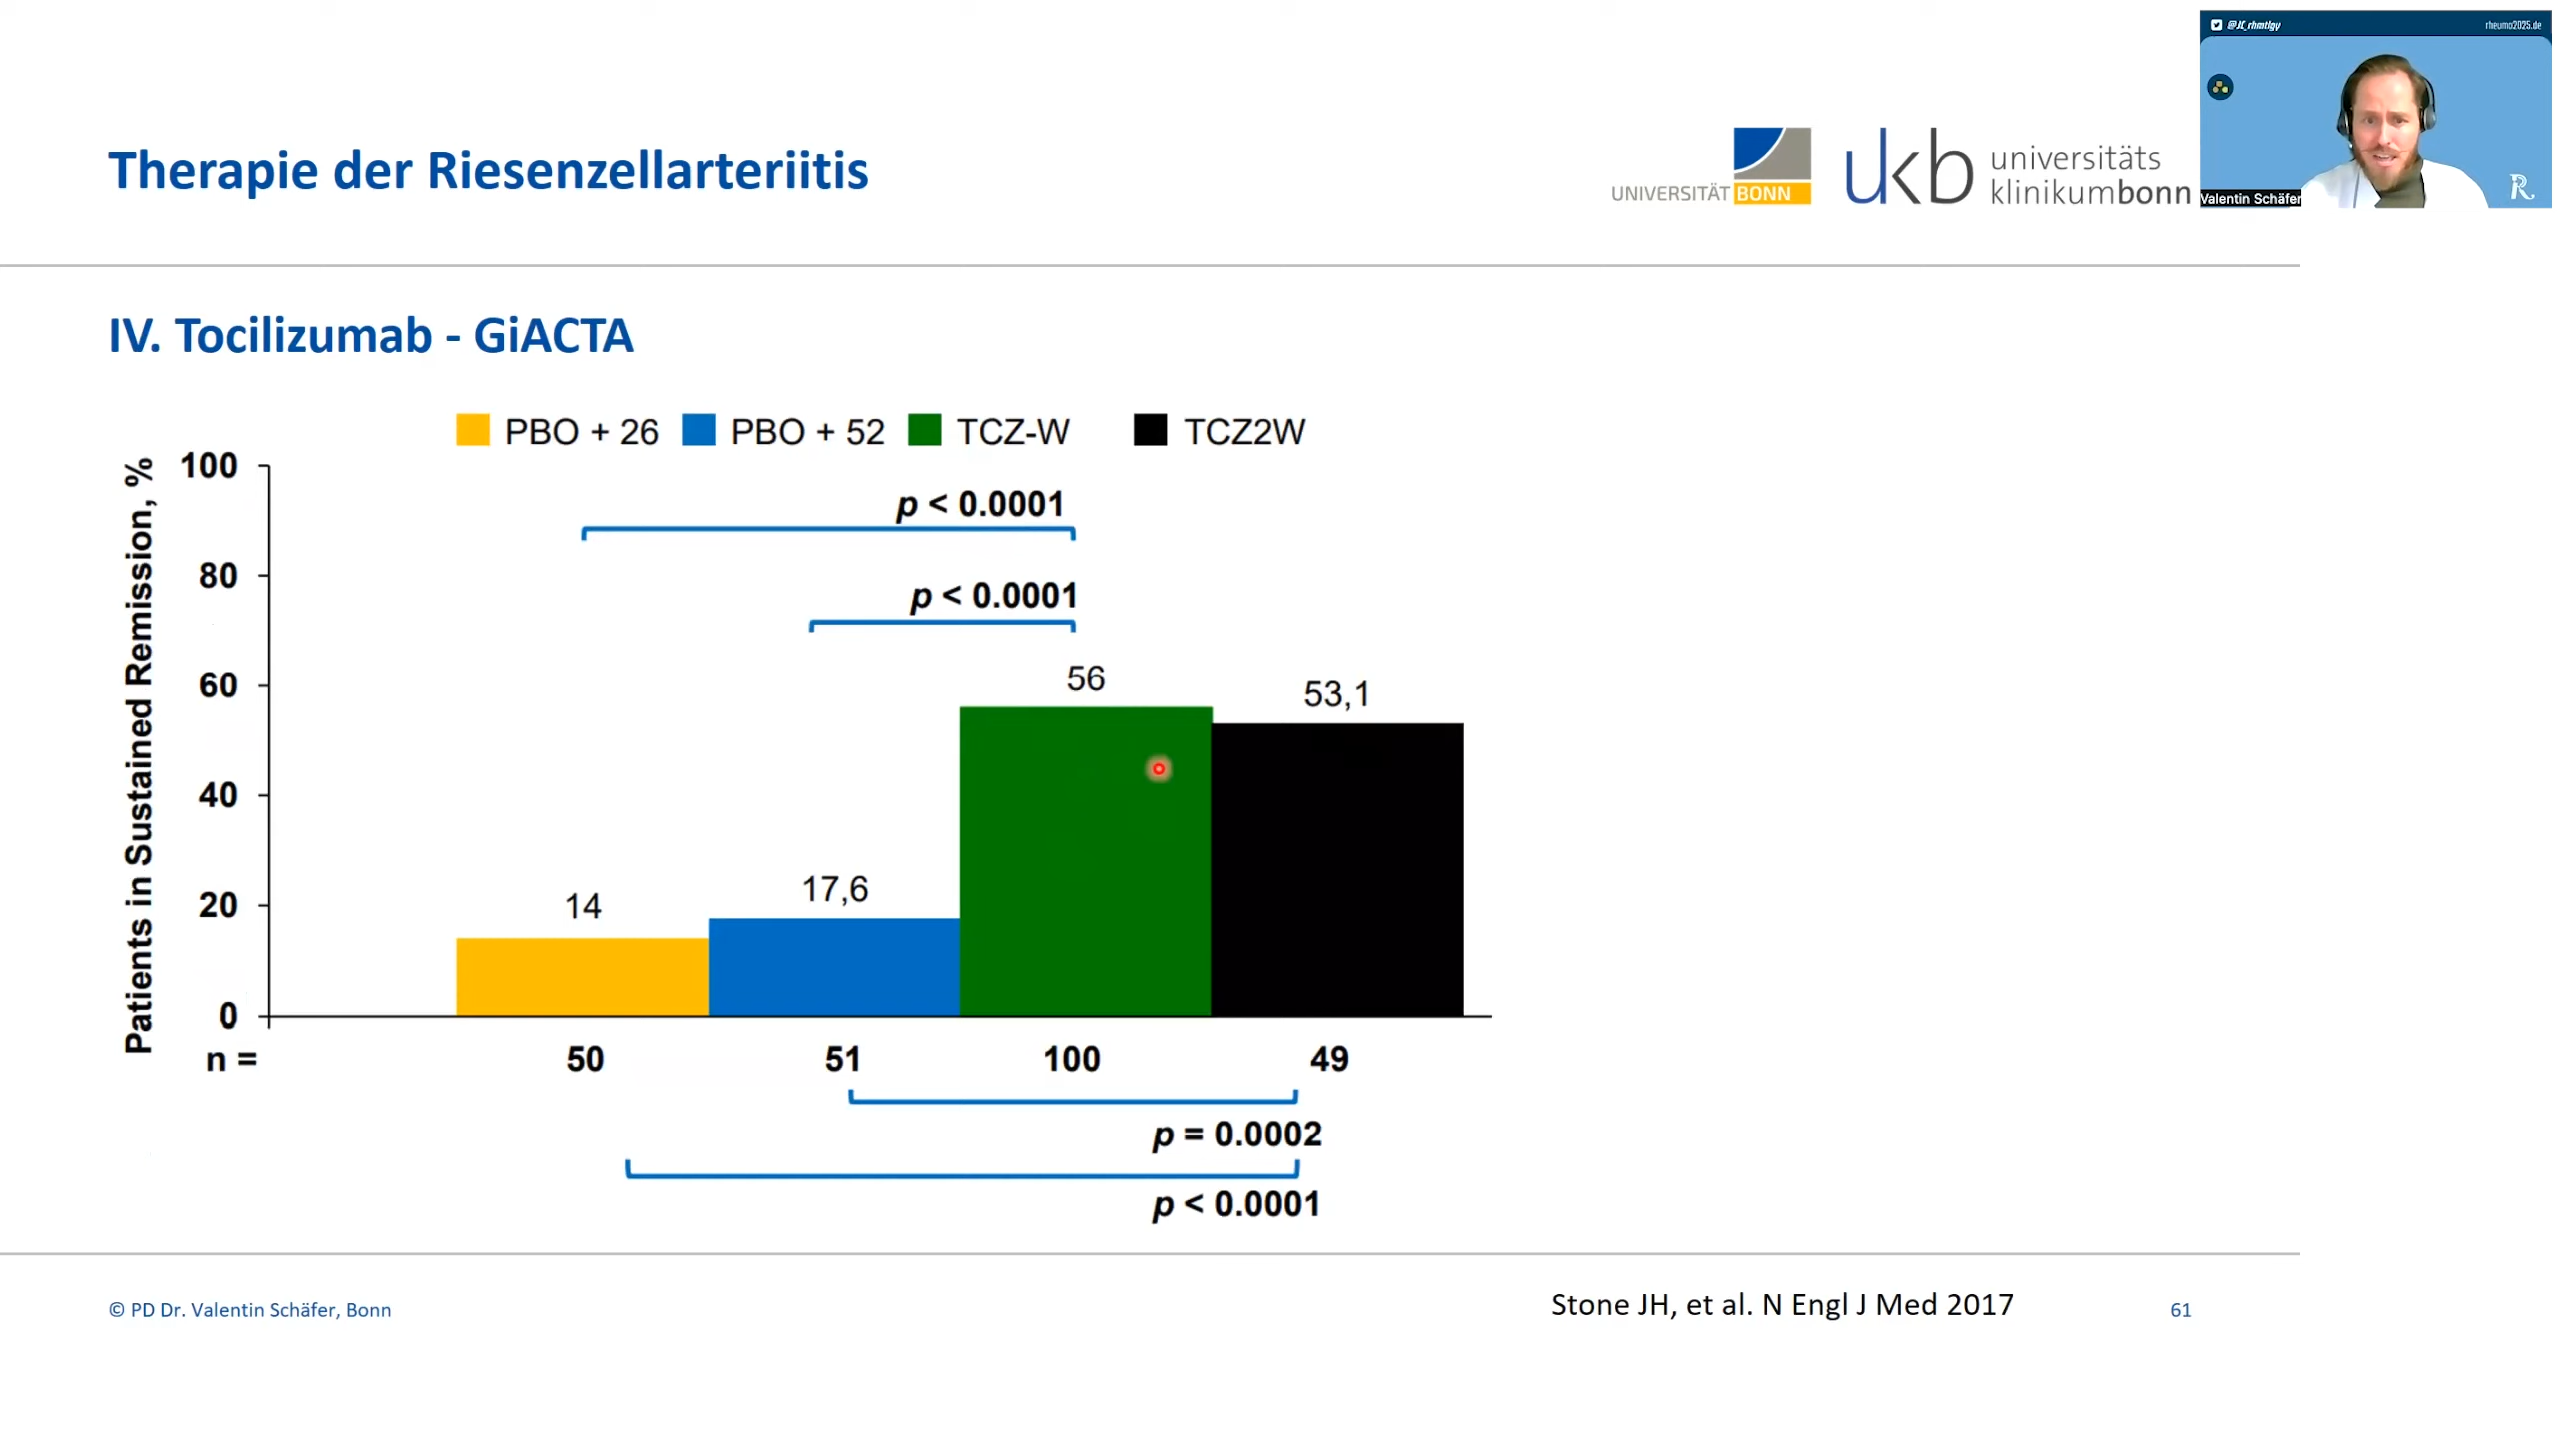 @JC_rhmtlgy
rheuma2025.de
Valentin Schäfer
R.
Therapie der Riesenzellarteriitis
UNIVERSITÄT BONN
ukb universitäts
klinikumbonn
IV. Tocilizumab - GiACTA
PBO + 26 PBO + 52 TCZ-W TCZ2W
Patients in Sustained Remission, %
100
80
60
40
20
0
p < 0.0001
p < 0.0001
14
17,6
56
53,1
n = 50 51 100 49
p = 0.0002
p < 0.0001
© PD Dr. Valentin Schäfer, Bonn
Stone JH, et al. N Engl J Med 2017
61